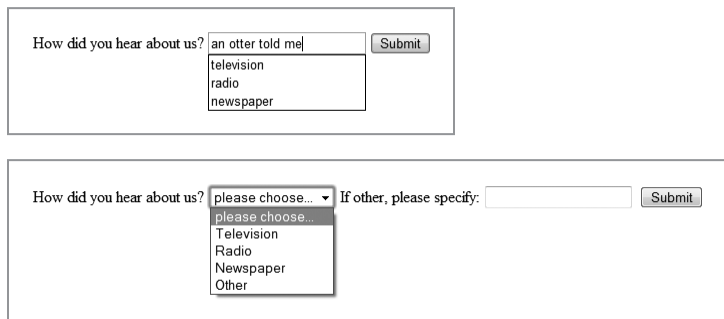 How did you hear about us? an otter told me Submit
television
radio
newspaper
How did you hear about us? please choose... If other, please specify: Submit
please choose...
Television
Radio
Newspaper
Other